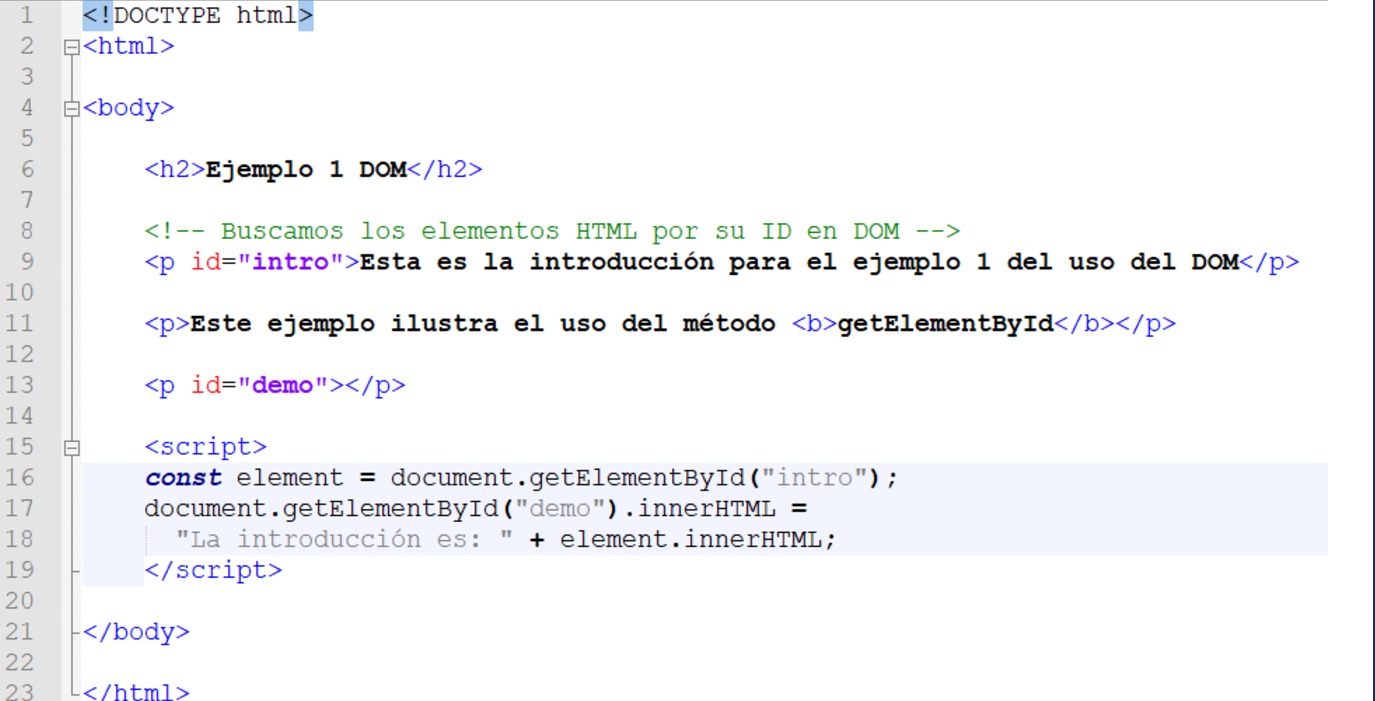 1 <!DOCTYPE html>
2 <html>
3
4 <body>
5
6 <h2>Ejemplo 1 DOM</h2>
7
8 <!-- Buscamos los elementos HTML por su ID en DOM -->
9 <p id="intro">Esta es la introducción para el ejemplo 1 del uso del DOM</p>
10
11 <p>Este ejemplo ilustra el uso del método <b>getElementById</b></p>
12
13 <p id="demo"></p>
14
15 <script>
16 const element = document.getElementById("intro");
17 document.getElementById("demo").innerHTML =
18 "La introducción es: " + element.innerHTML;
19 </script>
20
21 </body>
22
23 </html>